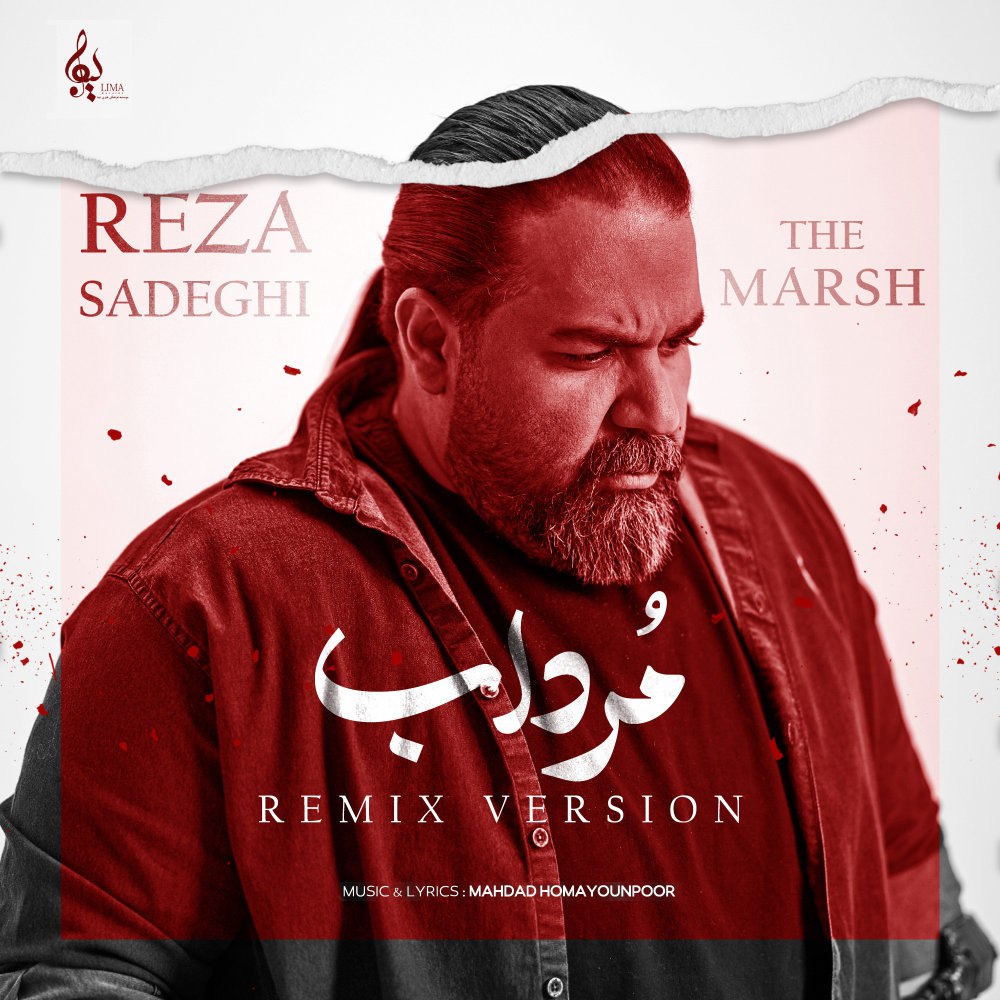 LIMA
REZA
SADEGHI
THE
MARSH
مُرداب
REMIX VERSION
MUSIC & LYRICS : MAHDAD HOMAYOUNPOOR